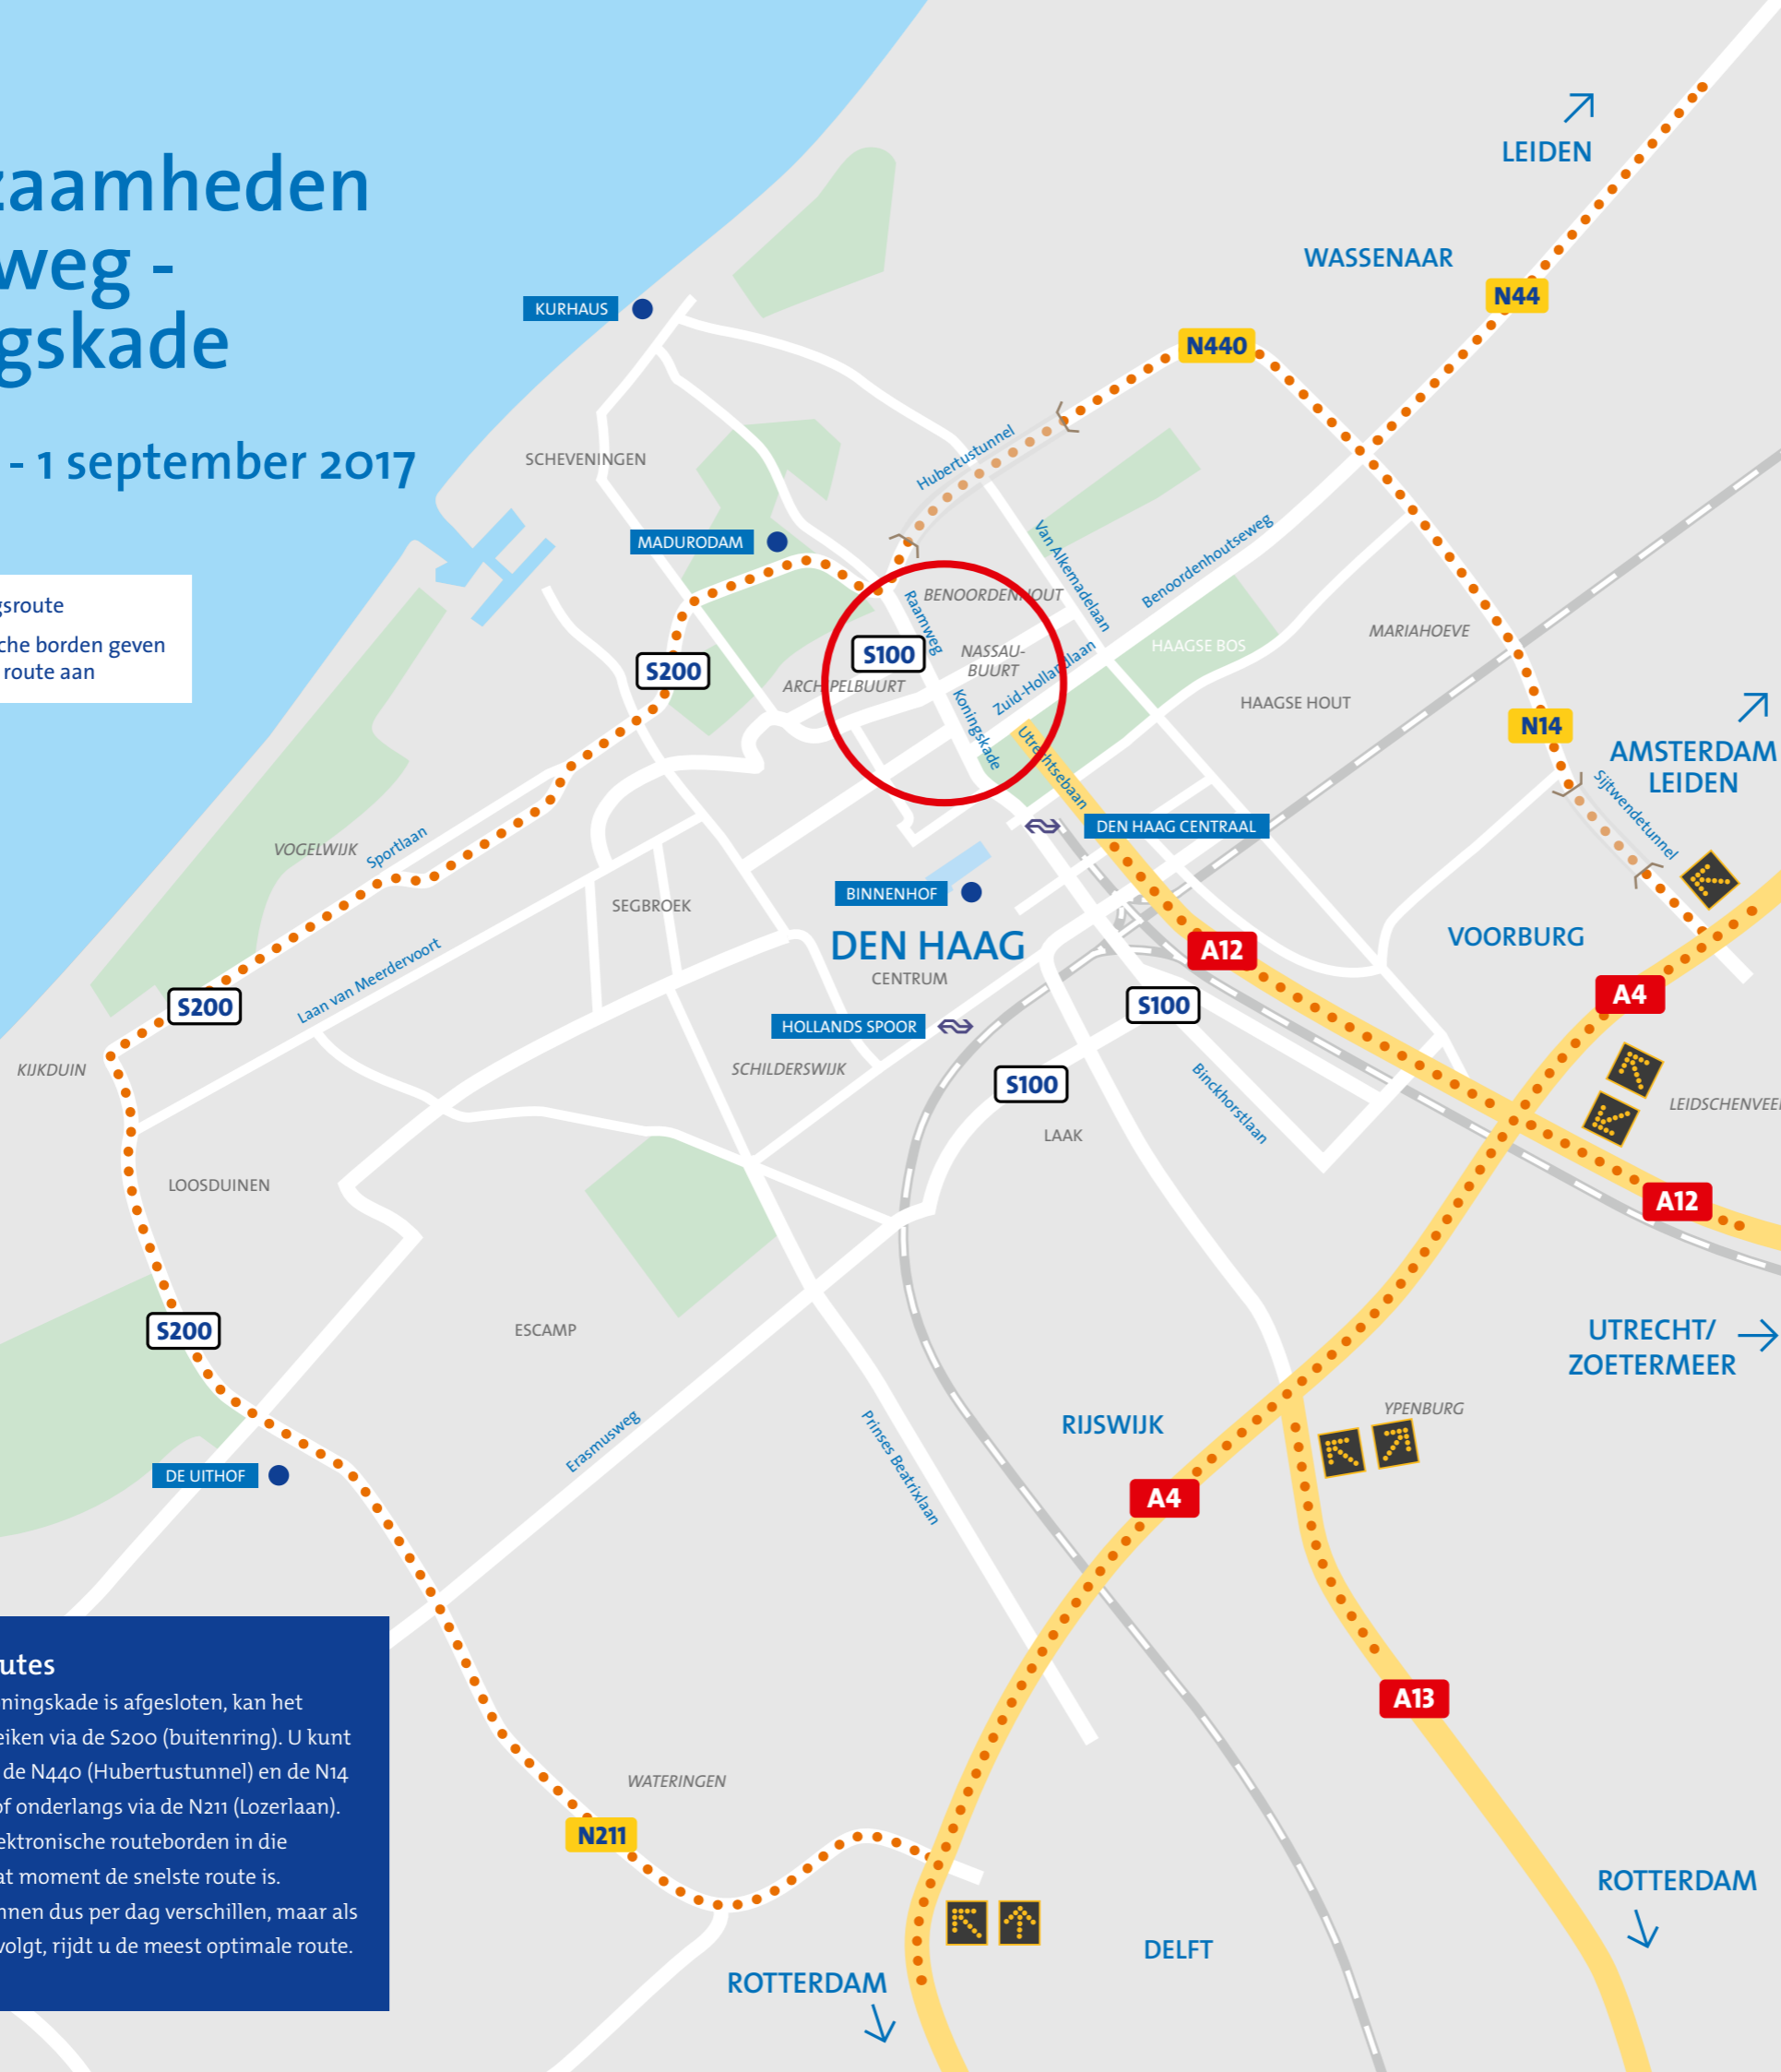 zaamheden
weg -
gskade
- 1 september 2017
gsroute
che borden geven
route aan
LEIDEN
WASSENAAR
N44
KURHAUS
N440
Hubertustunnel
SCHEVENINGEN
MADURODAM
Van Alkemadelaan
Benoordenhoutseweg
BENOORDENHOUT
Raamweg
MARIAHOEVE
S100
NASSAU-
BUURT
HAAGSE BOS
S200
ARCHIPELBUURT
Zuid-Hollandlaan
Koningskade
HAAGSE HOUT
N14
Utrechtsebaan
AMSTERDAM
LEIDEN
Sijtwendetunnel
DEN HAAG CENTRAAL
VOGELWIJK
Sportlaan
SEGBROEK
BINNENHOF
DEN HAAG
CENTRUM
A12
VOORBURG
A4
Laan van Meerdervoort
S200
S100
HOLLANDS SPOOR
KIJKDUIN
SCHILDERSWIJK
S100
Binckhorstlaan
LEIDSCHENVEE
LAAK
LOOSDUINEN
A12
S200
ESCAMP
UTRECHT/
ZOETERMEER
YPENBURG
RIJSWIJK
Erasmusweg
Prinses Beatrixlaan
DE UITHOF
A4
A13
utes
ningskade is afgesloten, kan het
eiken via de S200 (buitenring). U kunt
de N440 (Hubertustunnel) en de N14
of onderlangs via de N211 (Lozerlaan).
ektronische routeborden in die
at moment de snelste route is.
nnen dus per dag verschillen, maar als
volgt, rijdt u de meest optimale route.
WATERINGEN
N211
ROTTERDAM
DELFT
ROTTERDAM